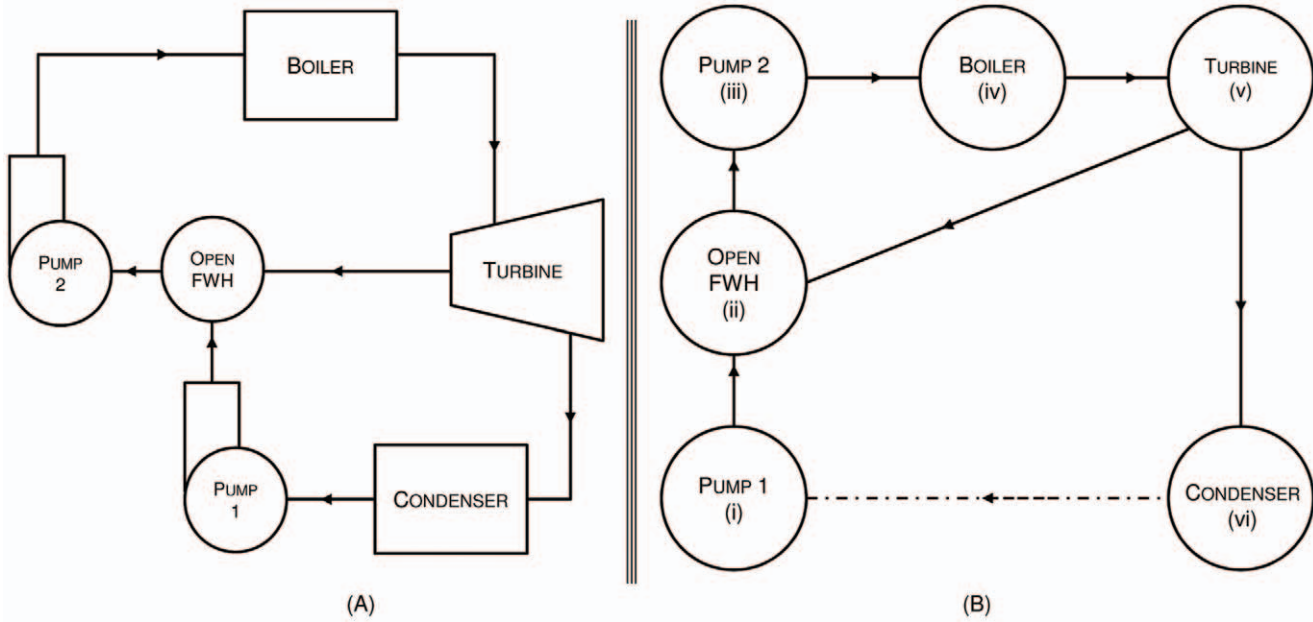 BOILER
PUMP
2
OPEN
FWH
TURBINE
PUMP
1
CONDENSER
(A)
PUMP 2
(iii)
BOILER
(iv)
TURBINE
(v)
OPEN
FWH
(ii)
PUMP 1
(i)
CONDENSER
(vi)
(B)